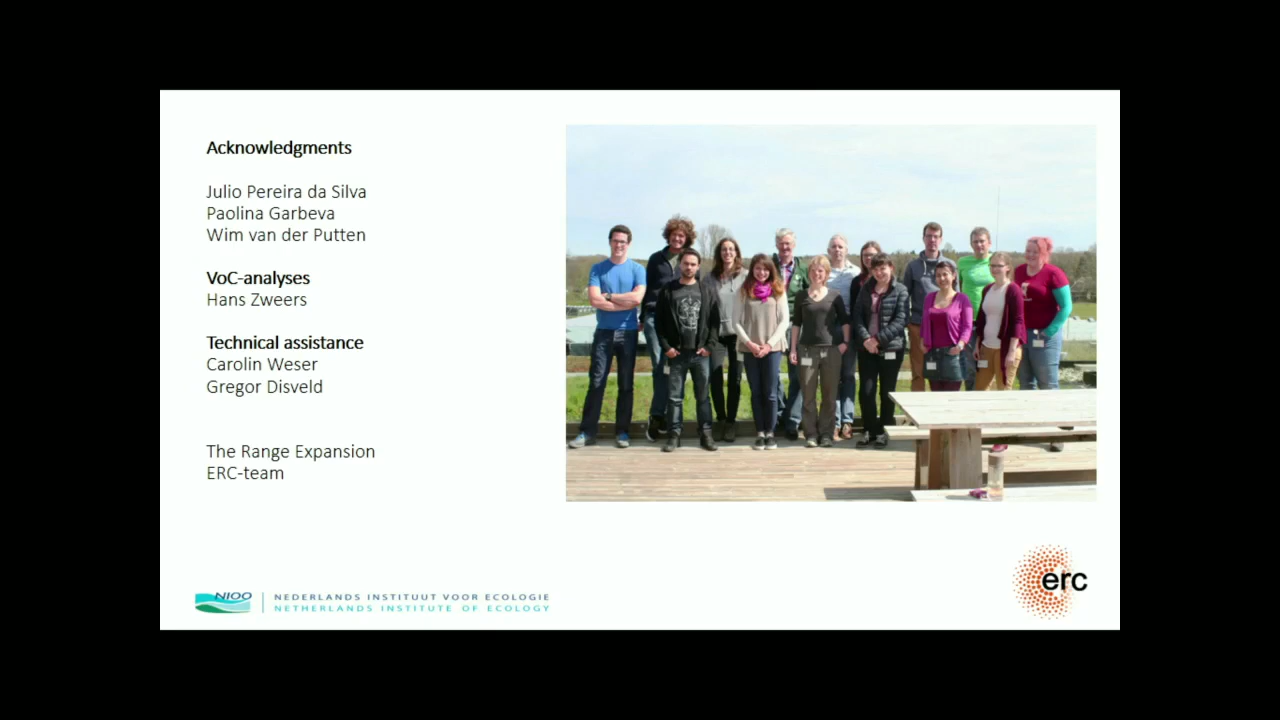 Acknowledgments
Julio Pereira da Silva
Paolina Garbeva
Wim van der Putten
VoC-analyses
Hans Zweers
Technical assistance
Carolin Weser
Gregor Disveld
The Range Expansion
ERC-team
NIOO
NEDERLANDS INSTITUUT VOOR ECOLOGIE
NETHERLANDS INSTITUTE OF ECOLOGY
erc